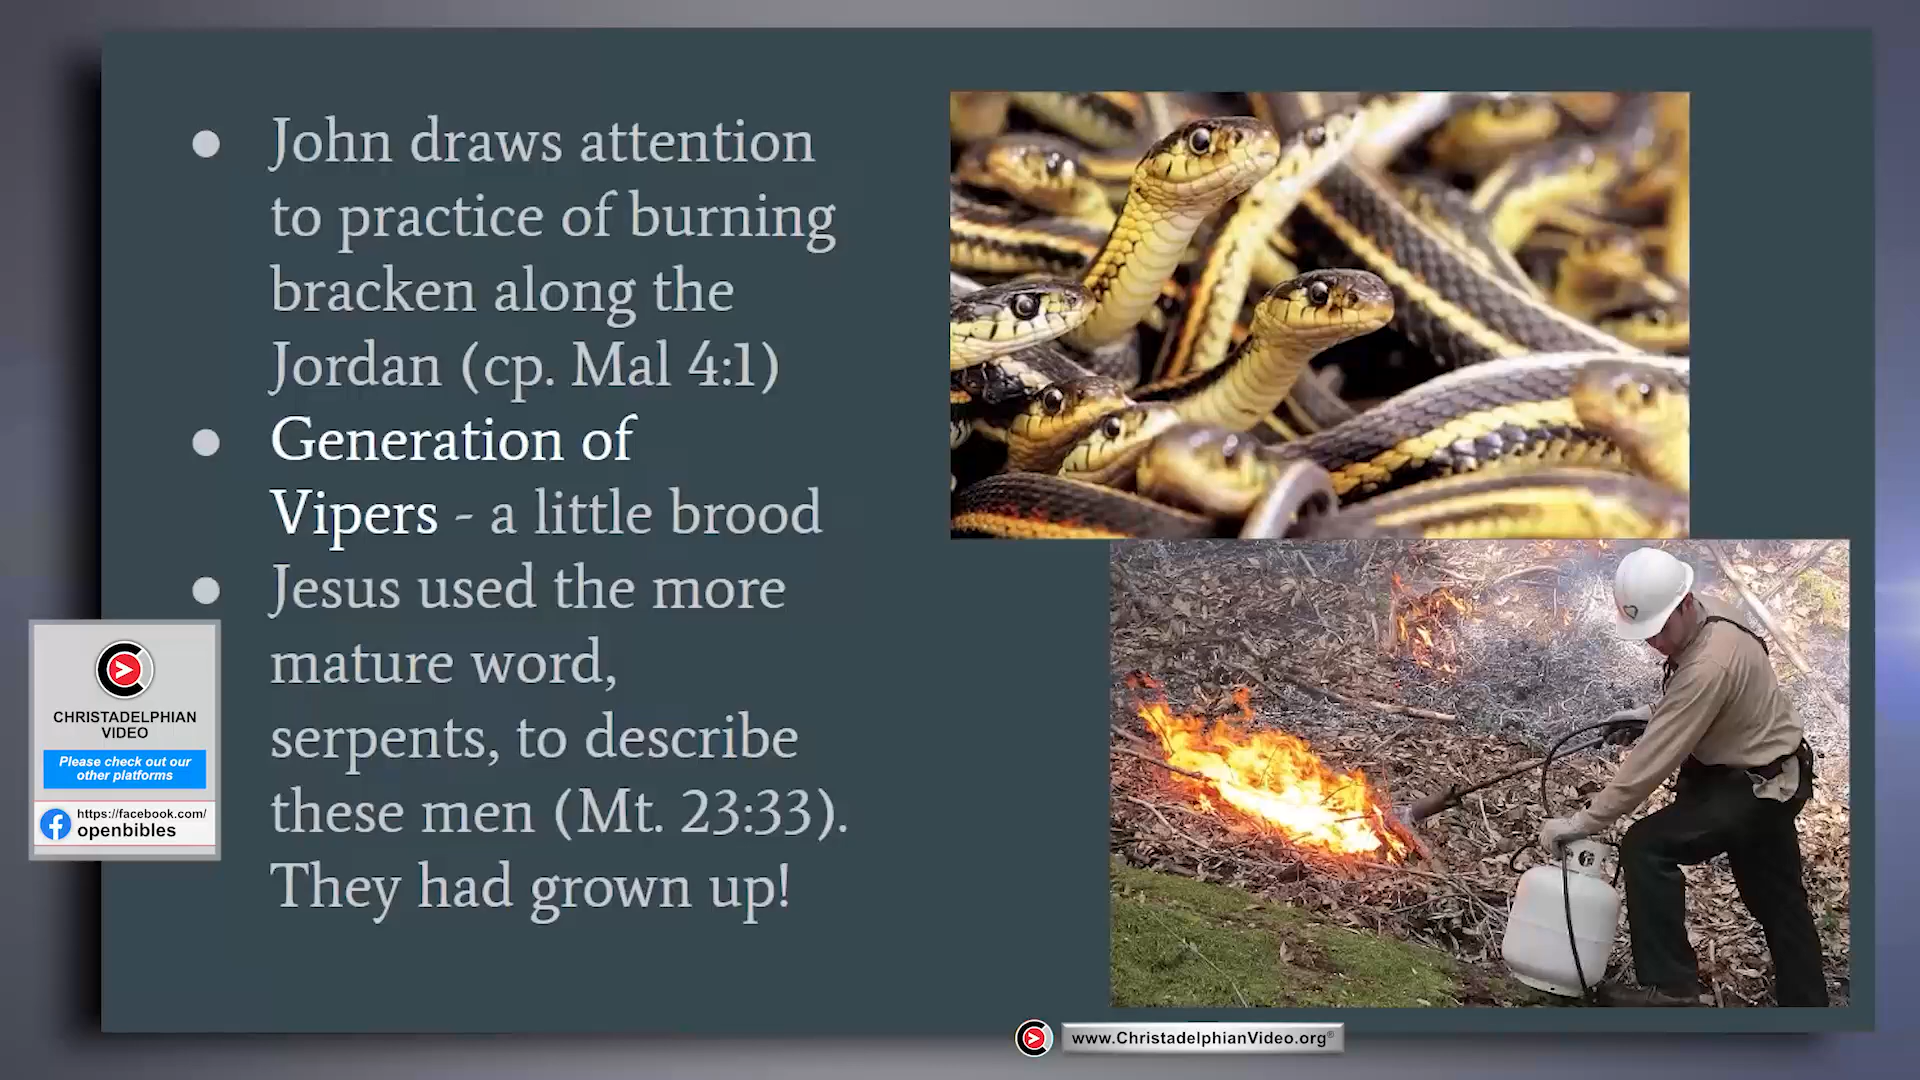 ● John draws attention
to practice of burning
bracken along the
Jordan (cp. Mal 4:1)
● Generation of
Vipers - a little brood
● Jesus used the more
mature word,
serpents, to describe
these men (Mt. 23:33).
They had grown up!
CHRISTADELPHIAN
VIDEO
Please check out our
other platforms
https://facebook.com/
openbibles
www.ChristadelphianVideo.org®